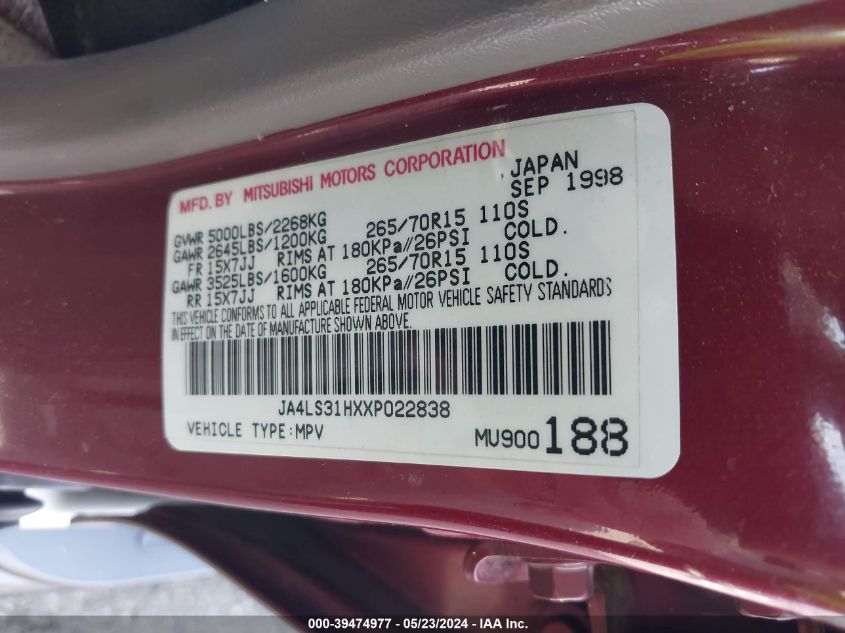 MFD. BY MITSUBISHI MOTORS CORPORATION
, JAPAN
SEP 1998
GVWR 5000LBS/2268KG
GAWR 2645LBS/1200KG 265/70R15 110S
FR 15X7JJ RIMS AT 180KPa//26PSI COLD.
GAWR 3525LBS/1600KG 265/70R15 110S
RR 15X7JJ RIMS AT 180KPa//26PSI COLD.
THIS VEHICLE CONFORMS TO ALL APPLICABLE FEDERAL MOTOR VEHICLE SAFETY STANDARDS
IN EFFECT ON THE DATE OF MANUFACTURE SHOWN ABOVE.
JA4LS31HXXP022838
VEHICLE TYPE:MPV MU900188
000-39474977 - 05/23/2024 - IAA Inc.